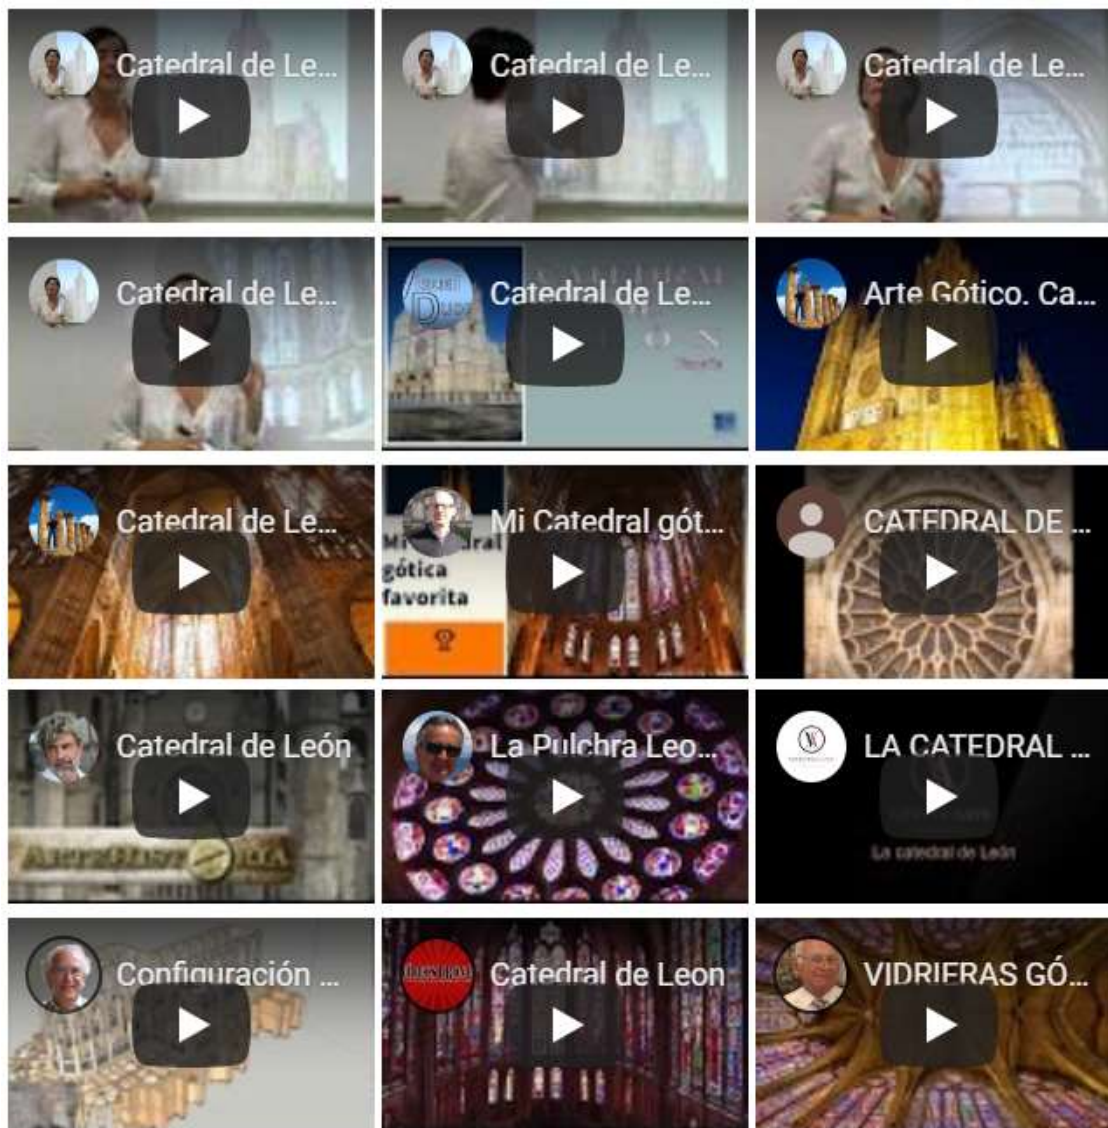 Catedral de Le...
Catedral de Le...
Catedral de Le...
Catedral de Le...
Catedral de Le...
Arte Gótico. Ca...
Catedral de Le...
Mi Catedral gót...
gótica
favorita
CATEDRAL DE ...
Catedral de León
ARTEHISTORIA
La Pulchra Leo...
LA CATEDRAL ...
La catedral de León
Configuración ...
Catedral de Leon
VIDRIERAS GÓ...